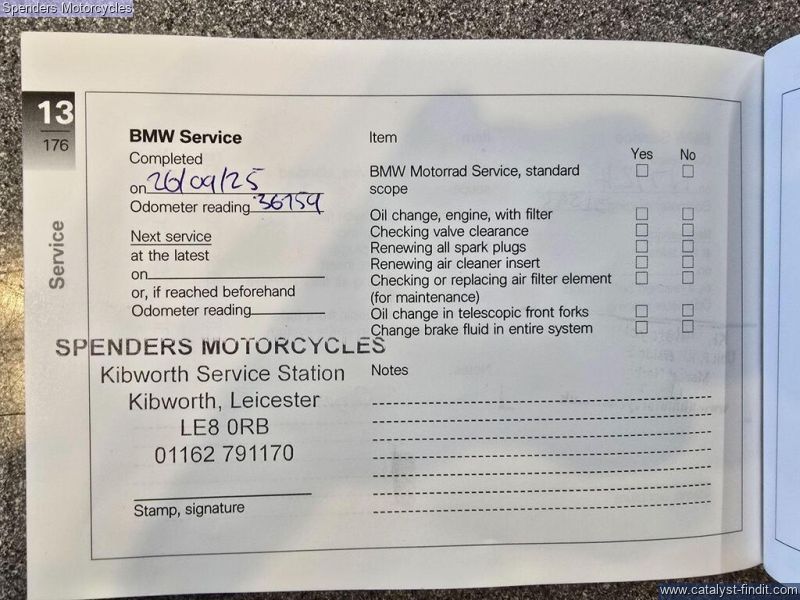 Spenders Motorcycles
13
176
Service
BMW Service
Completed
on 26/09/25
Odometer reading 36759
Next service
at the latest
on
or, if reached beforehand
Odometer reading
SPENDERS MOTORCYCLES
Kibworth Service Station
Kibworth, Leicester
LE8 0RB
01162 791170
Stamp, signature
Item
Yes No
BMW Motorrad Service, standard
scope
Oil change, engine, with filter
Checking valve clearance
Renewing all spark plugs
Renewing air cleaner insert
Checking or replacing air filter element
(for maintenance)
Oil change in telescopic front forks
Change brake fluid in entire system
Notes
www.catalyst-findit.com